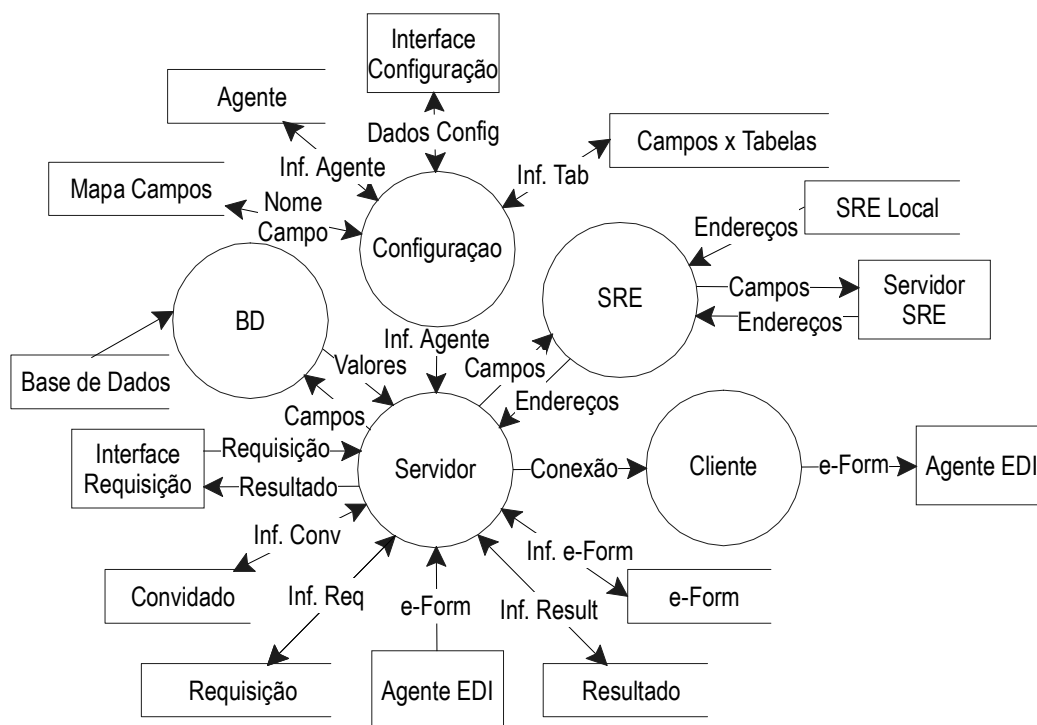 Interface
Configuração
Agente
Dados Config
Campos x Tabelas
Inf. Agente
Inf. Tab
Mapa Campos
Nome
Campo
SRE Local
Endereços
Configuraçao
BD
SRE
Campos
Servidor
SRE
Endereços
Inf. Agente
Base de Dados
Valores
Campos
Campos
Endereços
Interface
Requisição
Requisição
Resultado
Servidor
Conexão
Cliente
e-Form
Agente EDI
Inf. Conv
Inf. e-Form
Convidado
Inf. Req
e-Form
Inf. Result
e-Form
Requisição
Agente EDI
Resultado